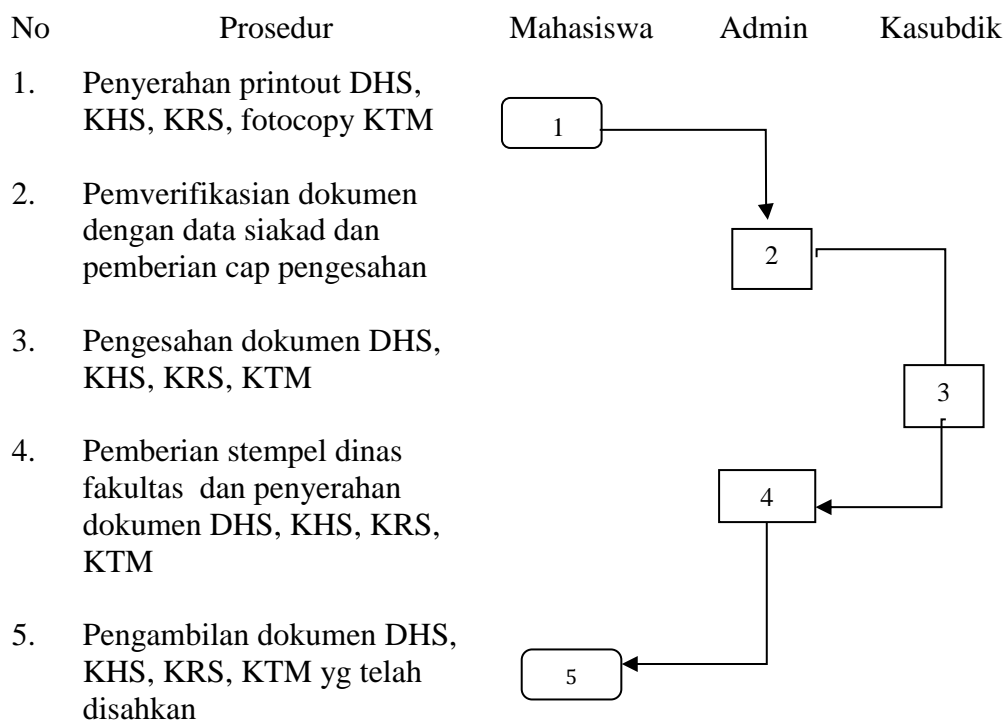 No Prosedur Mahasiswa Admin Kasubdik
1. Penyerahan printout DHS,
KHS, KRS, fotocopy KTM
1
2. Pemverifikasian dokumen
dengan data siakad dan
pemberian cap pengesahan
2
3. Pengesahan dokumen DHS,
KHS, KRS, KTM
3
4. Pemberian stempel dinas
fakultas dan penyerahan
dokumen DHS, KHS, KRS,
KTM
4
5. Pengambilan dokumen DHS,
KHS, KRS, KTM yg telah
disahkan
5